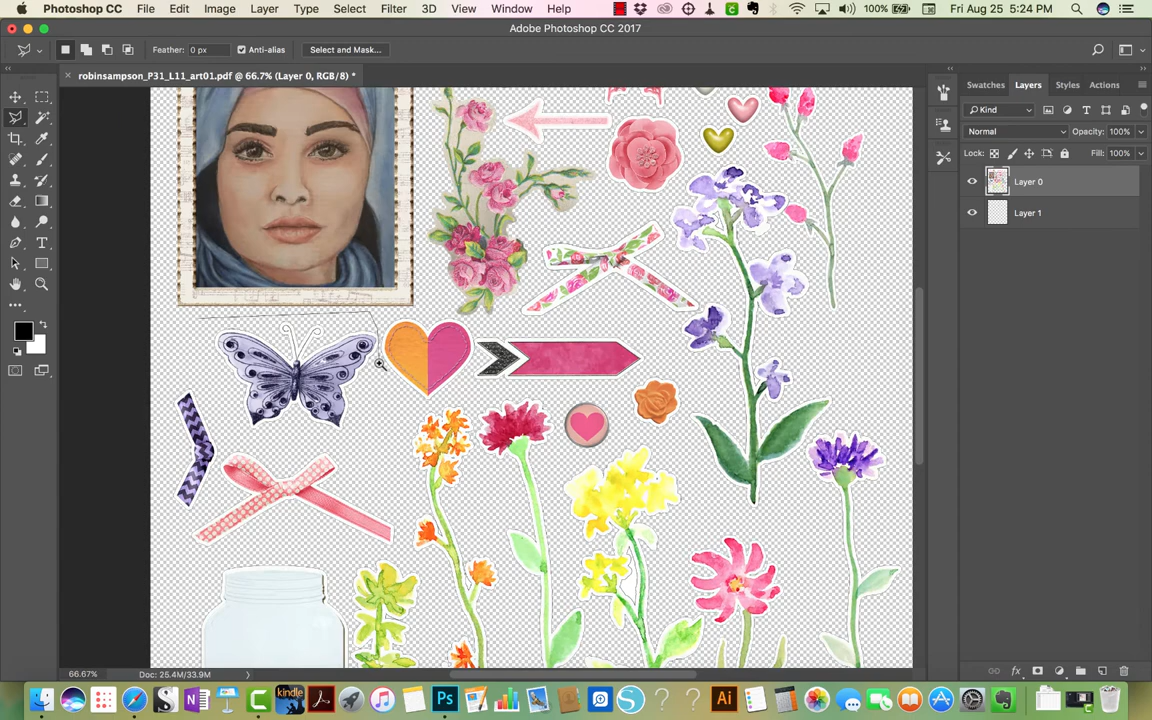 Photoshop CC File Edit Image Layer Type Select Filter 3D View Window Help 100% Fri Aug 25 5:24 PM
Adobe Photoshop CC 2017
Feather: 0 px Anti-alias Select and Mask...
robinsampson_P31_L11_art01.pdf @ 66.7% (Layer 0, RGB/8) *
Swatches Layers Styles Actions
Kind
Normal Opacity: 100%
Lock: Fill: 100%
Layer 0
Layer 1
66.67% Doc: 25.4M/33.9M
kindle Ps Ai